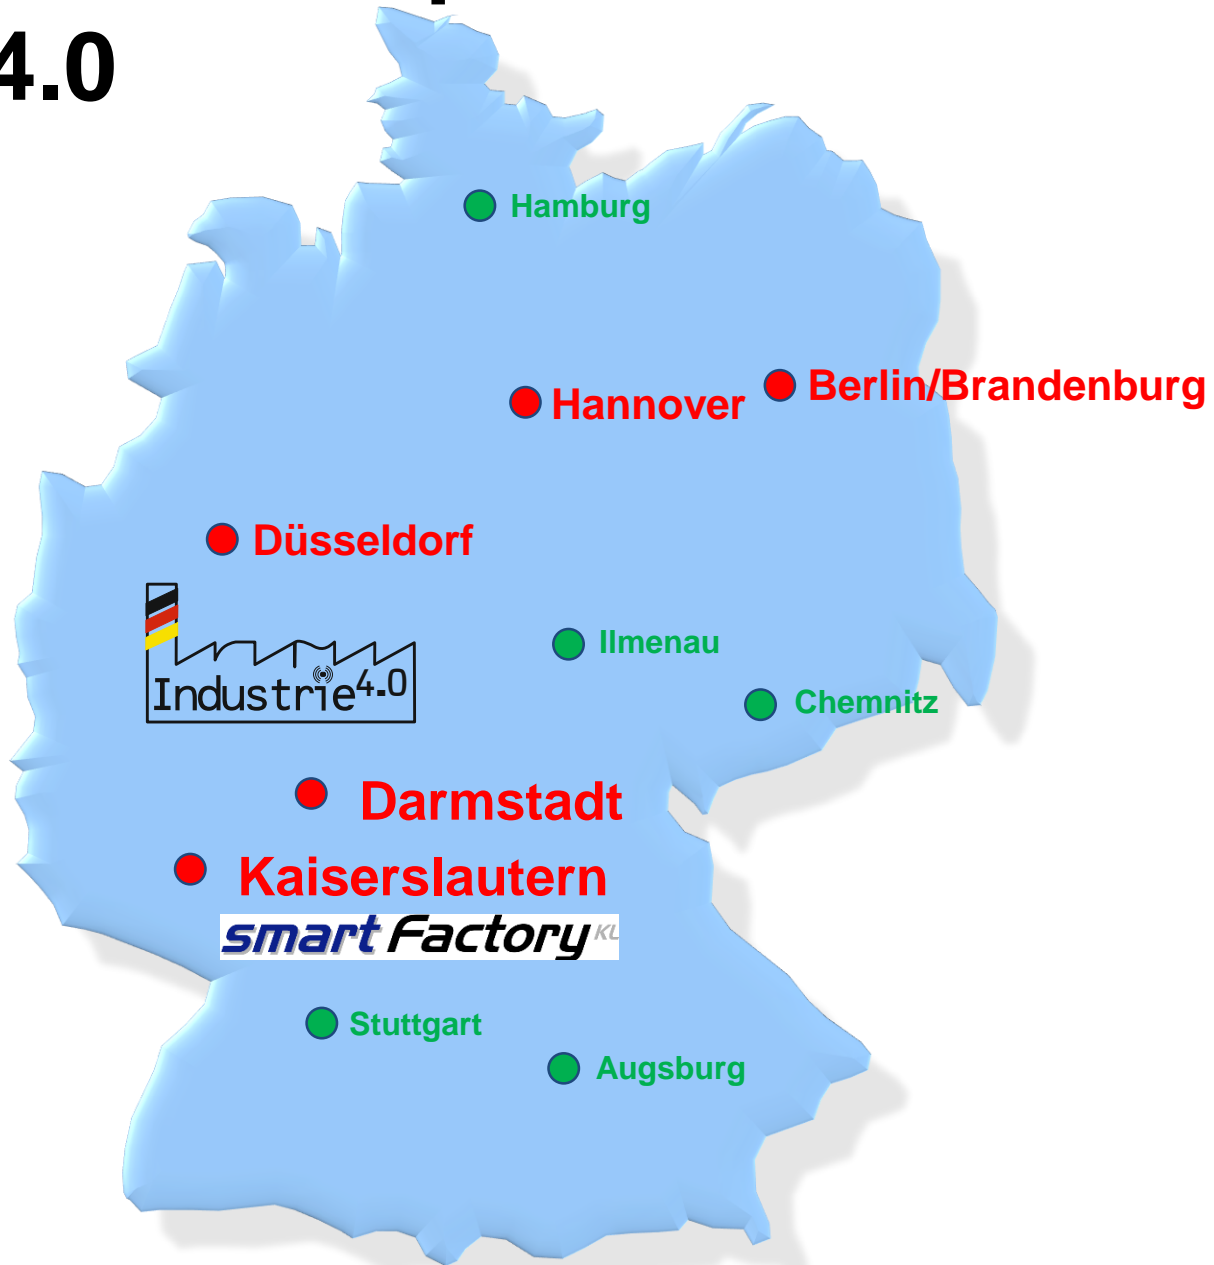 4.0
Hamburg
Berlin/Brandenburg
Hannover
Düsseldorf
Ilmenau
Industrie4.0
Chemnitz
Darmstadt
Kaiserslautern
smart Factory KL
Stuttgart
Augsburg